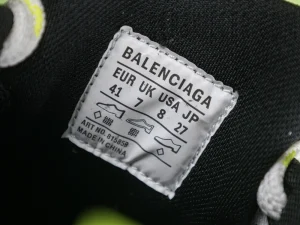 BALENCIAGA
EUR UK USA JP
41 7 8 27
MADE IN CHINA